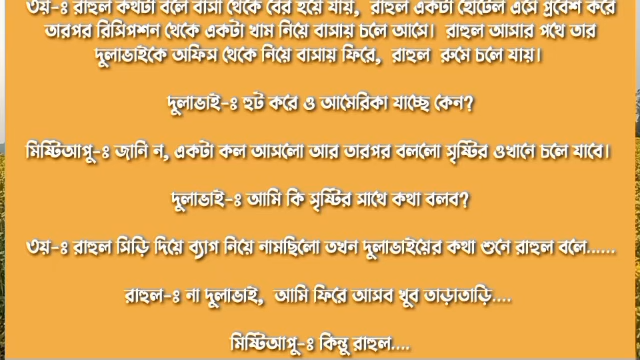 ৩য়-ঃ রাহুল কথটা বলে বাসা থেকে বের হয়ে যায়, রাহুল একটা হোটেল এসে প্রবেশ করে
তারপর রিসিপশন থেকে একটা খাম নিয়ে বাসায় চলে আসে। রাহুল আসার পথে তার
দুলাভাইকে অফিস থেকে নিয়ে বাসায় ফিরে, রাহুল রুমে চলে যায়।
দুলাভাই-ঃ হট করে ও আমেরিকা যাচ্ছে কেন?
মিষ্টিআপু-ঃ জানি ন, একটা কল আসলো আর তারপর বললো সৃষ্টির ওখানে চলে যাবে।
দুলাভাই-ঃ আমি কি সৃষ্টির সাথে কথা বলব?
৩য়-ঃ রাহুল সিড়ি দিয়ে ব্যাগ নিয়ে নামছিলো তখন দুলাভাইয়ের কথা শুনে রাহুল বলে......
রাহুল-ঃ না দুলাভাই, আমি ফিরে আসব খুব তাড়াতাড়ি....
মিষ্টিআপু-ঃ কিন্তু রাহুল....